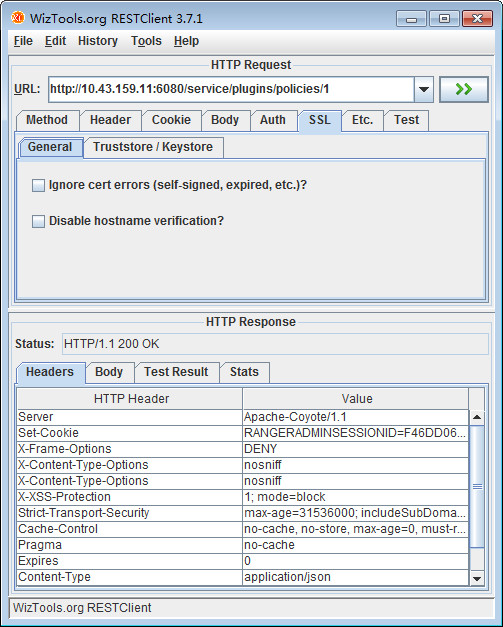 WizTools.org RESTClient 3.7.1
File Edit History Tools Help
HTTP Request
URL: http://10.43.159.11:6080/service/plugins/policies/1
Method Header Cookie Body Auth SSL Etc. Test
General Truststore / Keystore
Ignore cert errors (self-signed, expired, etc.)?
Disable hostname verification?
HTTP Response
Status: HTTP/1.1 200 OK
Headers Body Test Result Stats
HTTP Header Value
Server Apache-Coyote/1.1
Set-Cookie RANGERADMINSESSIONID=F46DD06...
X-Frame-Options DENY
X-Content-Type-Options nosniff
X-Content-Type-Options nosniff
X-XSS-Protection 1; mode=block
Strict-Transport-Security max-age=31536000; includeSubDoma...
Cache-Control no-cache, no-store, max-age=0, must-r...
Pragma no-cache
Expires 0
Content-Type application/json
WizTools.org RESTClient